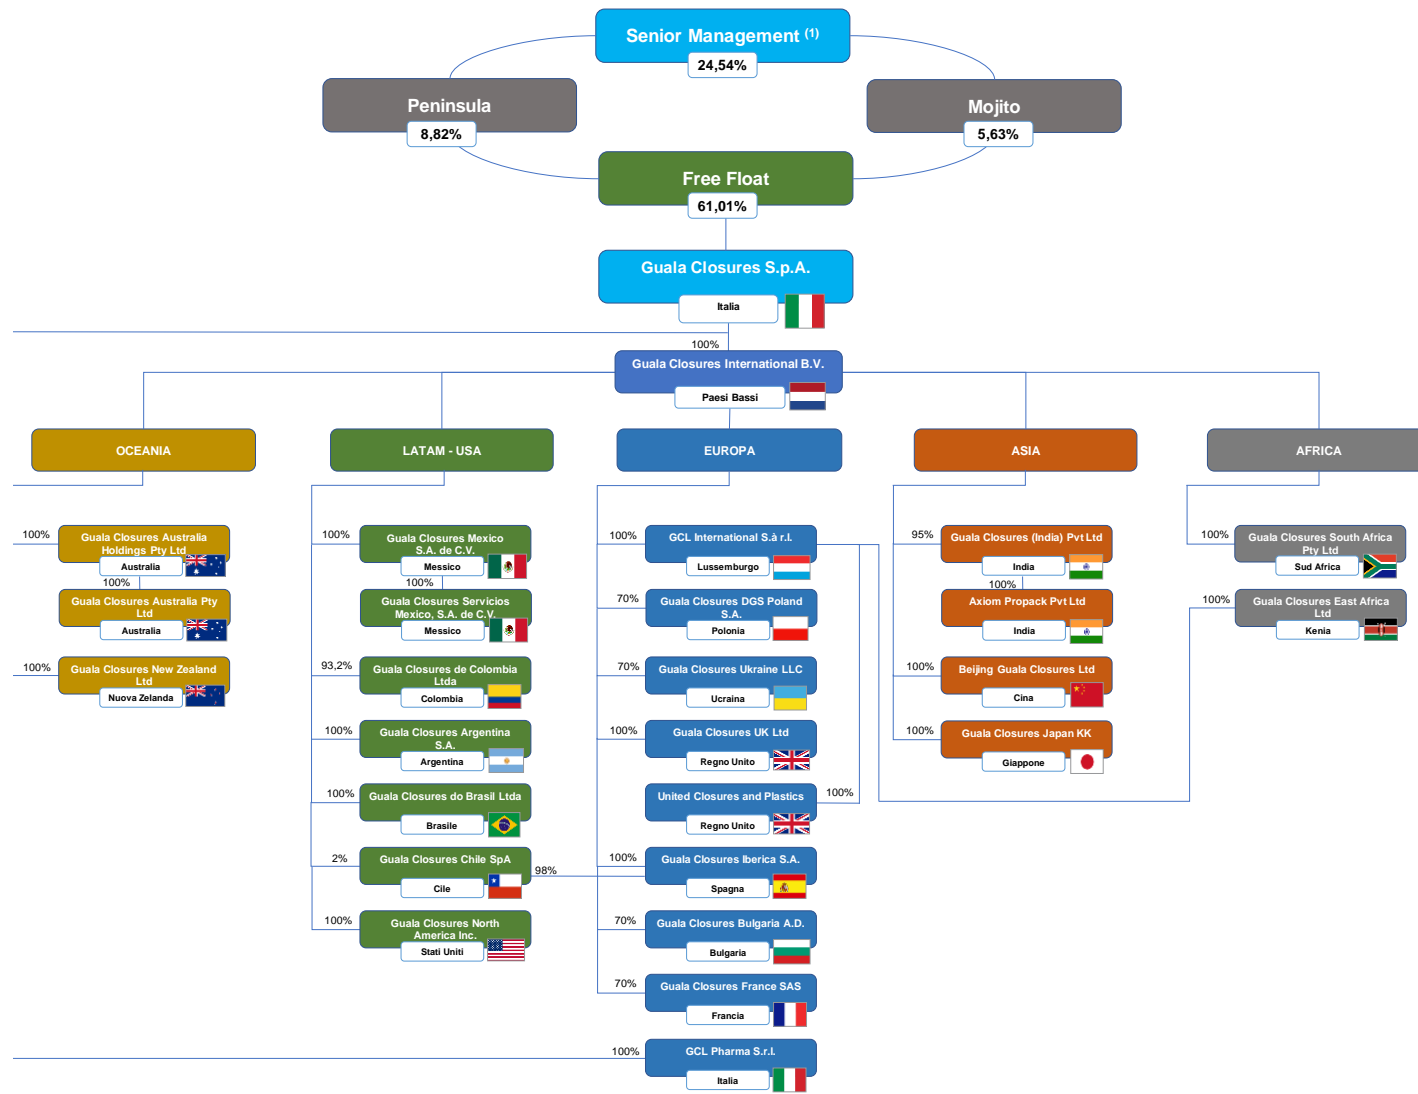 Senior Management (1)
24,54%
Peninsula
8,82%
Mojito
5,63%
Free Float
61,01%
Guala Closures S.p.A.
Italia
100%
Guala Closures International B.V.
Paesi Bassi
OCEANIA
LATAM - USA
EUROPA
ASIA
AFRICA
100%
Guala Closures Australia
Holdings Pty Ltd
Australia
100%
Guala Closures Australia Pty
Ltd
Australia
100%
Guala Closures New Zealand
Ltd
Nuova Zelanda
100%
Guala Closures Mexico
S.A. de C.V.
Messico
100%
Guala Closures Servicios
Mexico, S.A. de C.V.
Messico
93,2%
Guala Closures de Colombia
Ltda
Colombia
100%
Guala Closures Argentina
S.A.
Argentina
100%
Guala Closures do Brasil Ltda
Brasile
2%
Guala Closures Chile SpA
98%
Cile
100%
Guala Closures North
America Inc.
Stati Uniti
100%
GCL International S.à r.l.
Lussemburgo
70%
Guala Closures DGS Poland
S.A.
Polonia
70%
Guala Closures Ukraine LLC
Ucraina
100%
Guala Closures UK Ltd
Regno Unito
United Closures and Plastics
100%
Regno Unito
100%
Guala Closures Iberica S.A.
Spagna
70%
Guala Closures Bulgaria A.D.
Bulgaria
70%
Guala Closures France SAS
Francia
100%
GCL Pharma S.r.l.
Italia
95%
Guala Closures (India) Pvt Ltd
India
100%
Axiom Propack Pvt Ltd
India
100%
Beijing Guala Closures Ltd
Cina
100%
Guala Closures Japan KK
Giappone
100%
Guala Closures South Africa
Pty Ltd
Sud Africa
100%
Guala Closures East Africa
Ltd
Kenia